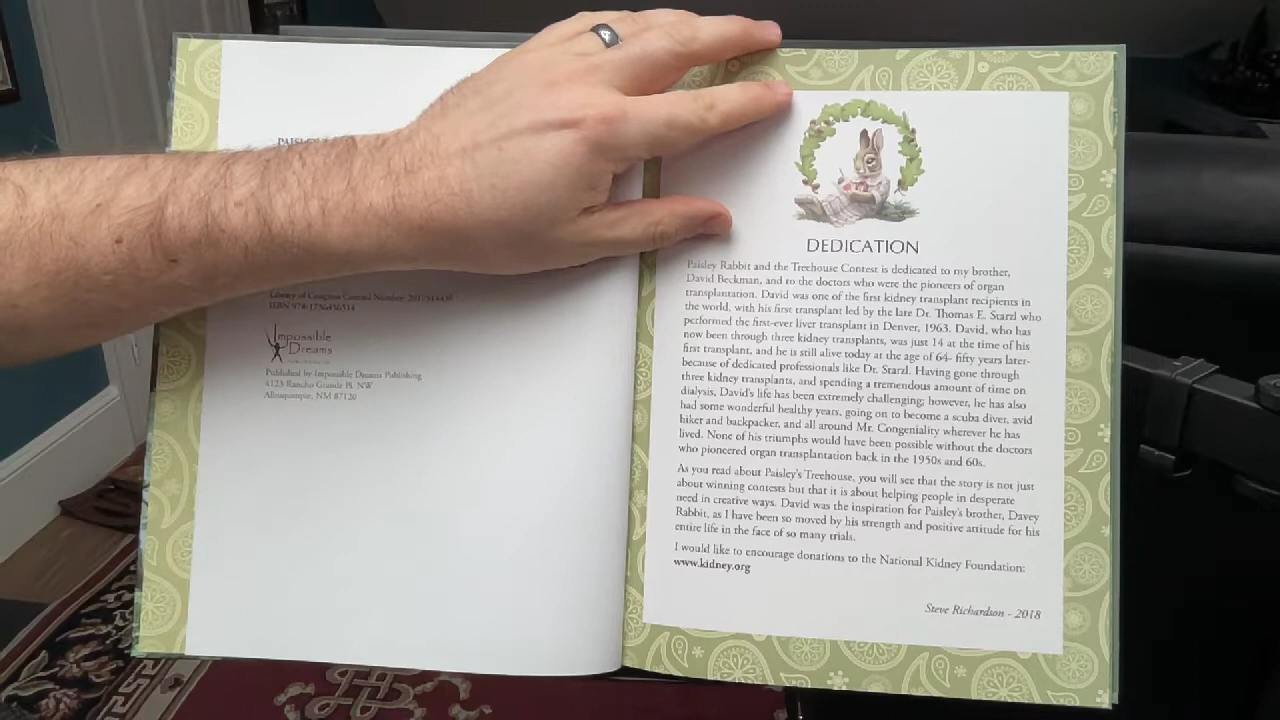 Library of Congress Control Number:
Impossible
Dreams
Published by Impossible Dreams Publishing
4123 Rancho Grande Pl. NW
Albuquerque, NM 87120
DEDICATION
Paisley Rabbit and the Treehouse Contest is dedicated to my brother,
David Beckman, and to the doctors who were the pioneers of organ
transplantation. David was one of the first kidney transplant recipients in
the world, with his first transplant led by the late Dr. Thomas E. Starzl who
performed the first-ever liver transplant in Denver, 1963. David, who has
now been through three kidney transplants, was just 14 at the time of his
first transplant, and he is still alive today at the age of 64- fifty years later-
because of dedicated professionals like Dr. Starzl. Having gone through
three kidney transplants, and spending a tremendous amount of time on
dialysis, David's life has been extremely challenging; however, he has also
had some wonderful healthy years, going on to become a scuba diver, avid
hiker and backpacker, and all around Mr. Congeniality wherever he has
lived. None of his triumphs would have been possible without the doctors
who pioneered organ transplantation back in the 1950s and 60s.
As you read about Paisley's Treehouse, you will see that the story is not just
about winning contests but that it is about helping people in desperate
need in creative ways. David was the inspiration for Paisley's brother, Davey
Rabbit, as I have been so moved by his strength and positive attitude for his
entire life in the face of so many trials.
I would like to encourage donations to the National Kidney Foundation:
www.kidney.org
Steve Richardson - 2018